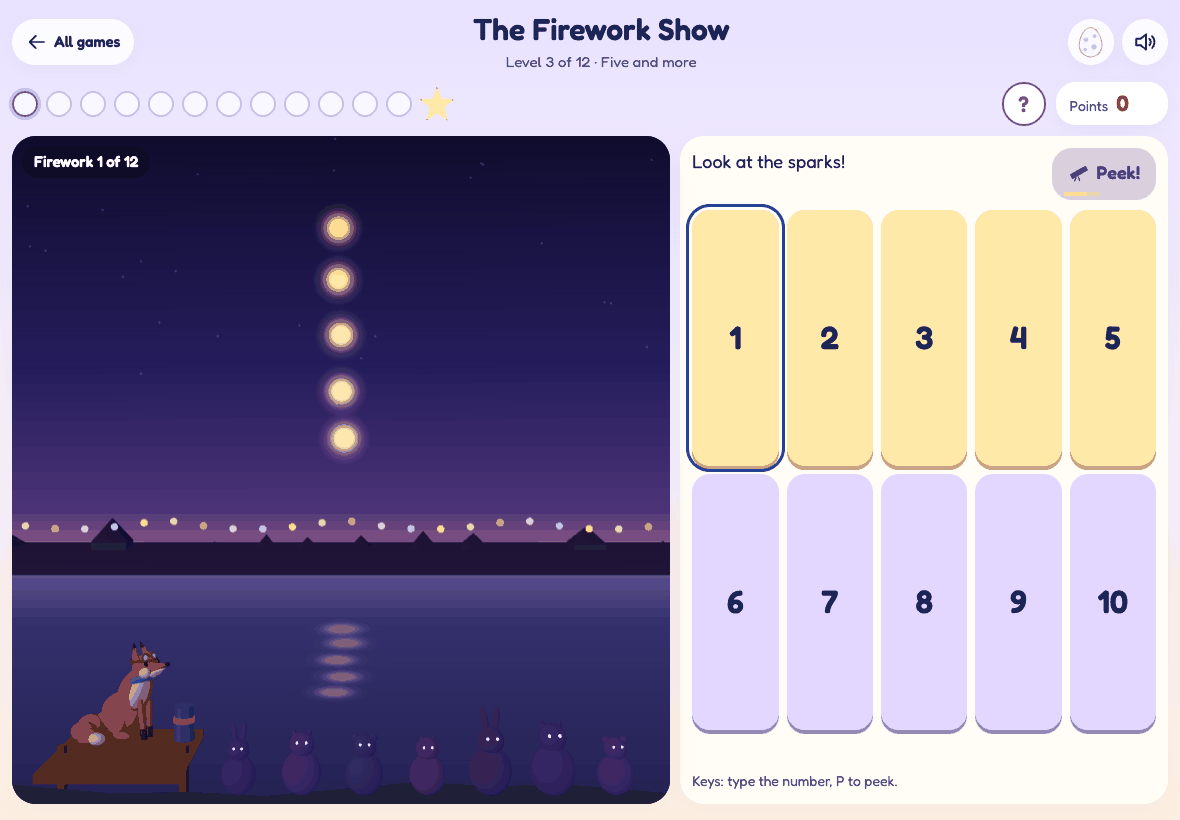 All games
The Firework Show
Level 3 of 12 · Five and more
?
Points 0
Firework 1 of 12
Look at the sparks!
Peek!
1 2 3 4 5
6 7 8 9 10
Keys: type the number, P to peek.